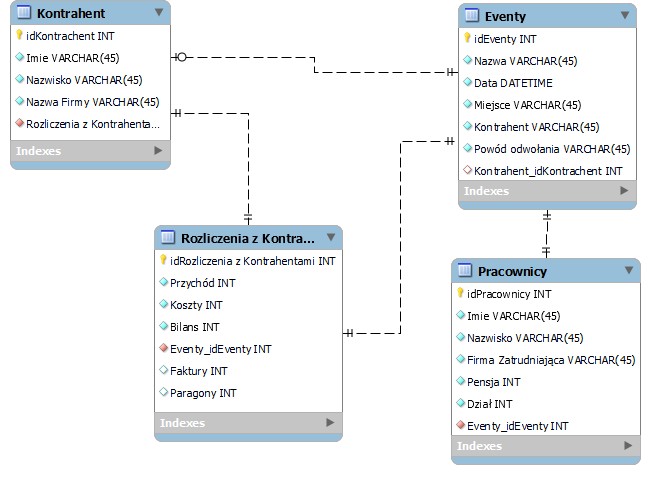 Kontrahent
idKontrachent INT
Imie VARCHAR(45)
Nazwisko VARCHAR(45)
Nazwa Firmy VARCHAR(45)
Rozliczenia z Kontrahenta...
Indexes
Eventy
idEventy INT
Nazwa VARCHAR(45)
Data DATETIME
Miejsce VARCHAR(45)
Kontrahent VARCHAR(45)
Powód odwołania VARCHAR(45)
Kontrahent_idKontrachent INT
Indexes
Rozliczenia z Kontra...
idRozliczenia z Kontrahentami INT
Przychód INT
Koszty INT
Bilans INT
Eventy_idEventy INT
Faktury INT
Paragony INT
Indexes
Pracownicy
idPracownicy INT
Imie VARCHAR(45)
Nazwisko VARCHAR(45)
Firma Zatrudniająca VARCHAR(45)
Pensja INT
Dział INT
Eventy_idEventy INT
Indexes